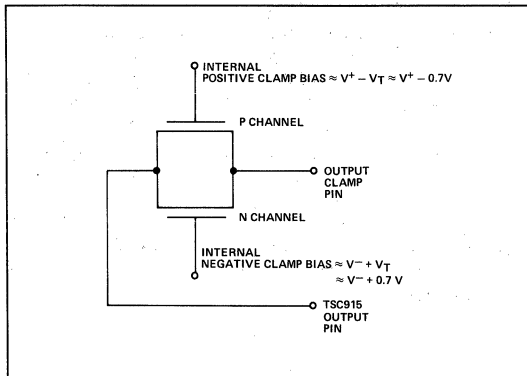 INTERNAL
POSITIVE CLAMP BIAS ≈ V⁺ − V_T ≈ V⁺ − 0.7V
P CHANNEL
OUTPUT
CLAMP
PIN
N CHANNEL
INTERNAL
NEGATIVE CLAMP BIAS ≈ V⁻ + V_T
≈ V⁻ + 0.7 V
TSC915
OUTPUT
PIN